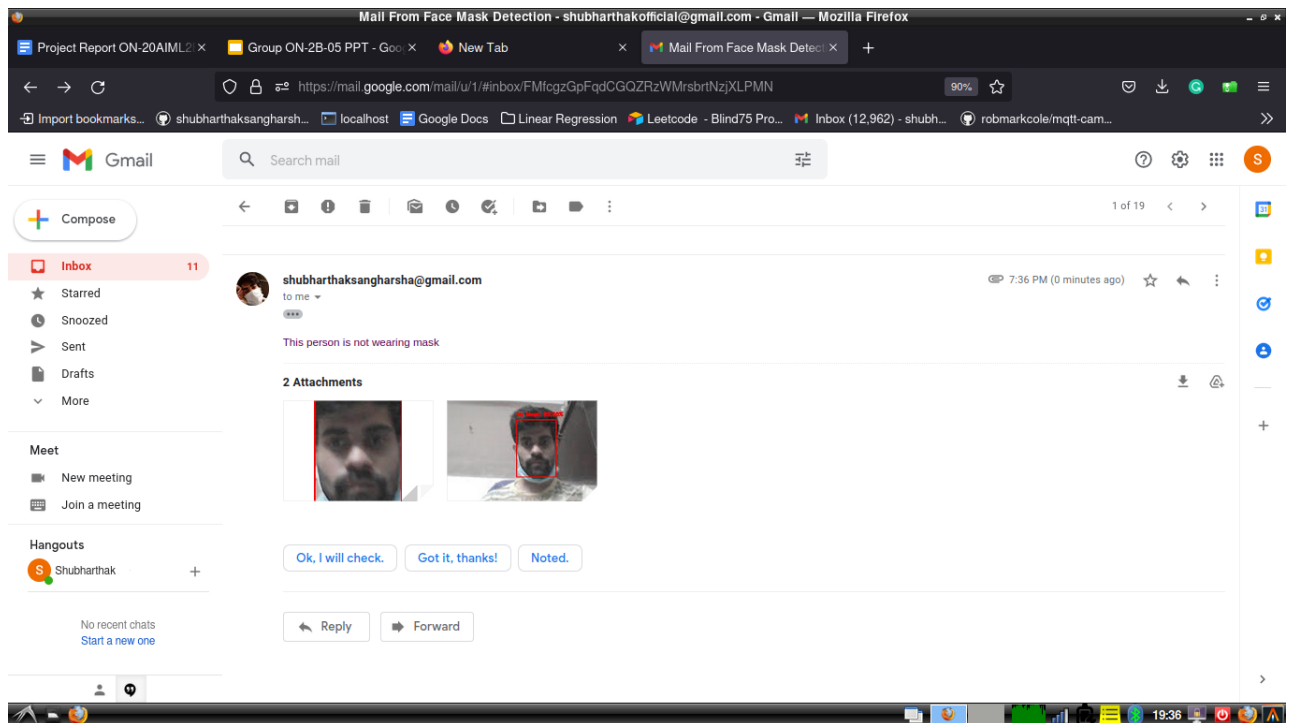 Mail From Face Mask Detection - shubharthakofficial@gmail.com - Gmail — Mozilla Firefox
Project Report ON-20AIML2
Group ON-2B-05 PPT - Goo
New Tab
Mail From Face Mask Detect
https://mail.google.com/mail/u/1/#inbox/FMfcgzGpFqdCGQZRzWMrsbrtNzjXLPMN
90%
Import bookmarks... shubharthaksangharsh... localhost Google Docs Linear Regression Leetcode - Blind75 Pro... Inbox (12,962) - shubh... robmarkcole/mqtt-cam...
Gmail
Search mail
S
Compose
1 of 19
31
Inbox 11
Starred
Snoozed
Sent
Drafts
More
shubharthaksangharsha@gmail.com
7:36 PM (0 minutes ago)
to me
This person is not wearing mask
2 Attachments
Meet
New meeting
Join a meeting
Hangouts
S Shubharthak
No recent chats
Start a new one
Ok, I will check.
Got it, thanks!
Noted.
Reply
Forward
19:36